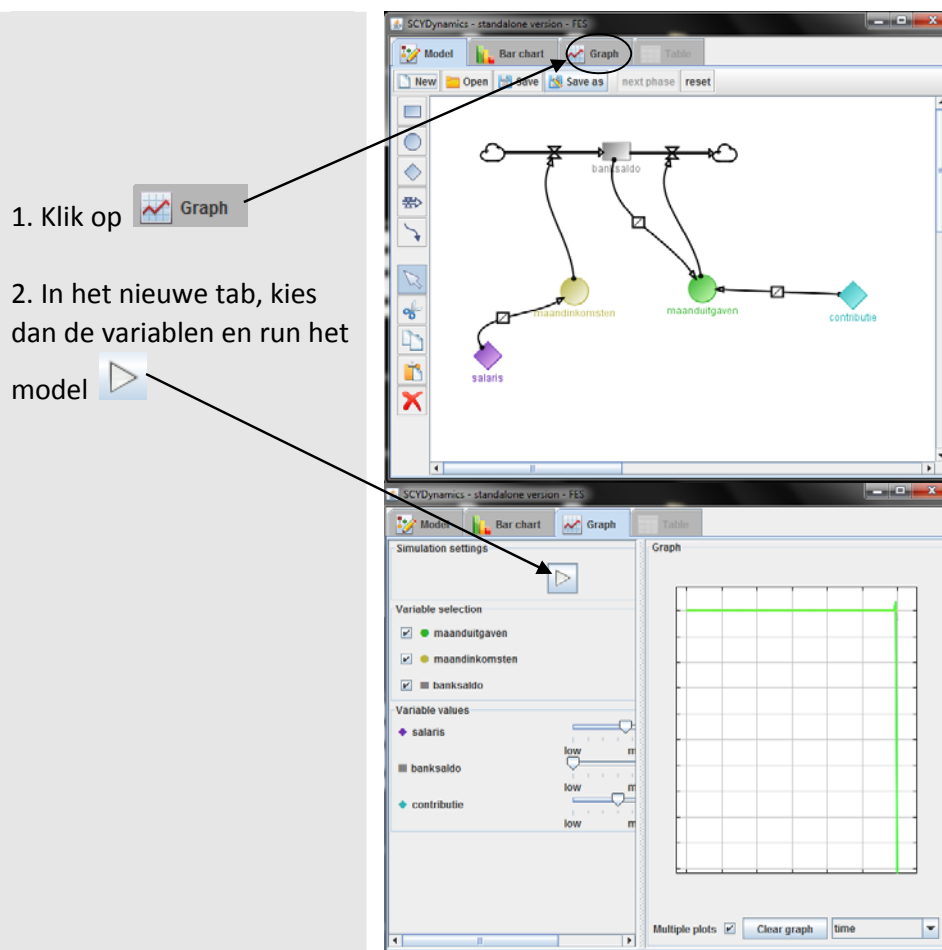 1. Klik op Graph
2. In het nieuwe tab, kies
dan de variablen en run het
model
SCYDynamics - standalone version - FES
Model Bar chart Graph Table
New Open Save Save as next phase reset
banksaldo
maandinkomsten
maanduitgaven
contributie
salaris
SCYDynamics - standalone version - FES
Model Bar chart Graph Table
Simulation settings
Variable selection
maanduitgaven
maandinkomsten
banksaldo
Variable values
salaris
low m
banksaldo
low m
contributie
low m
Graph
Multiple plots Clear graph time